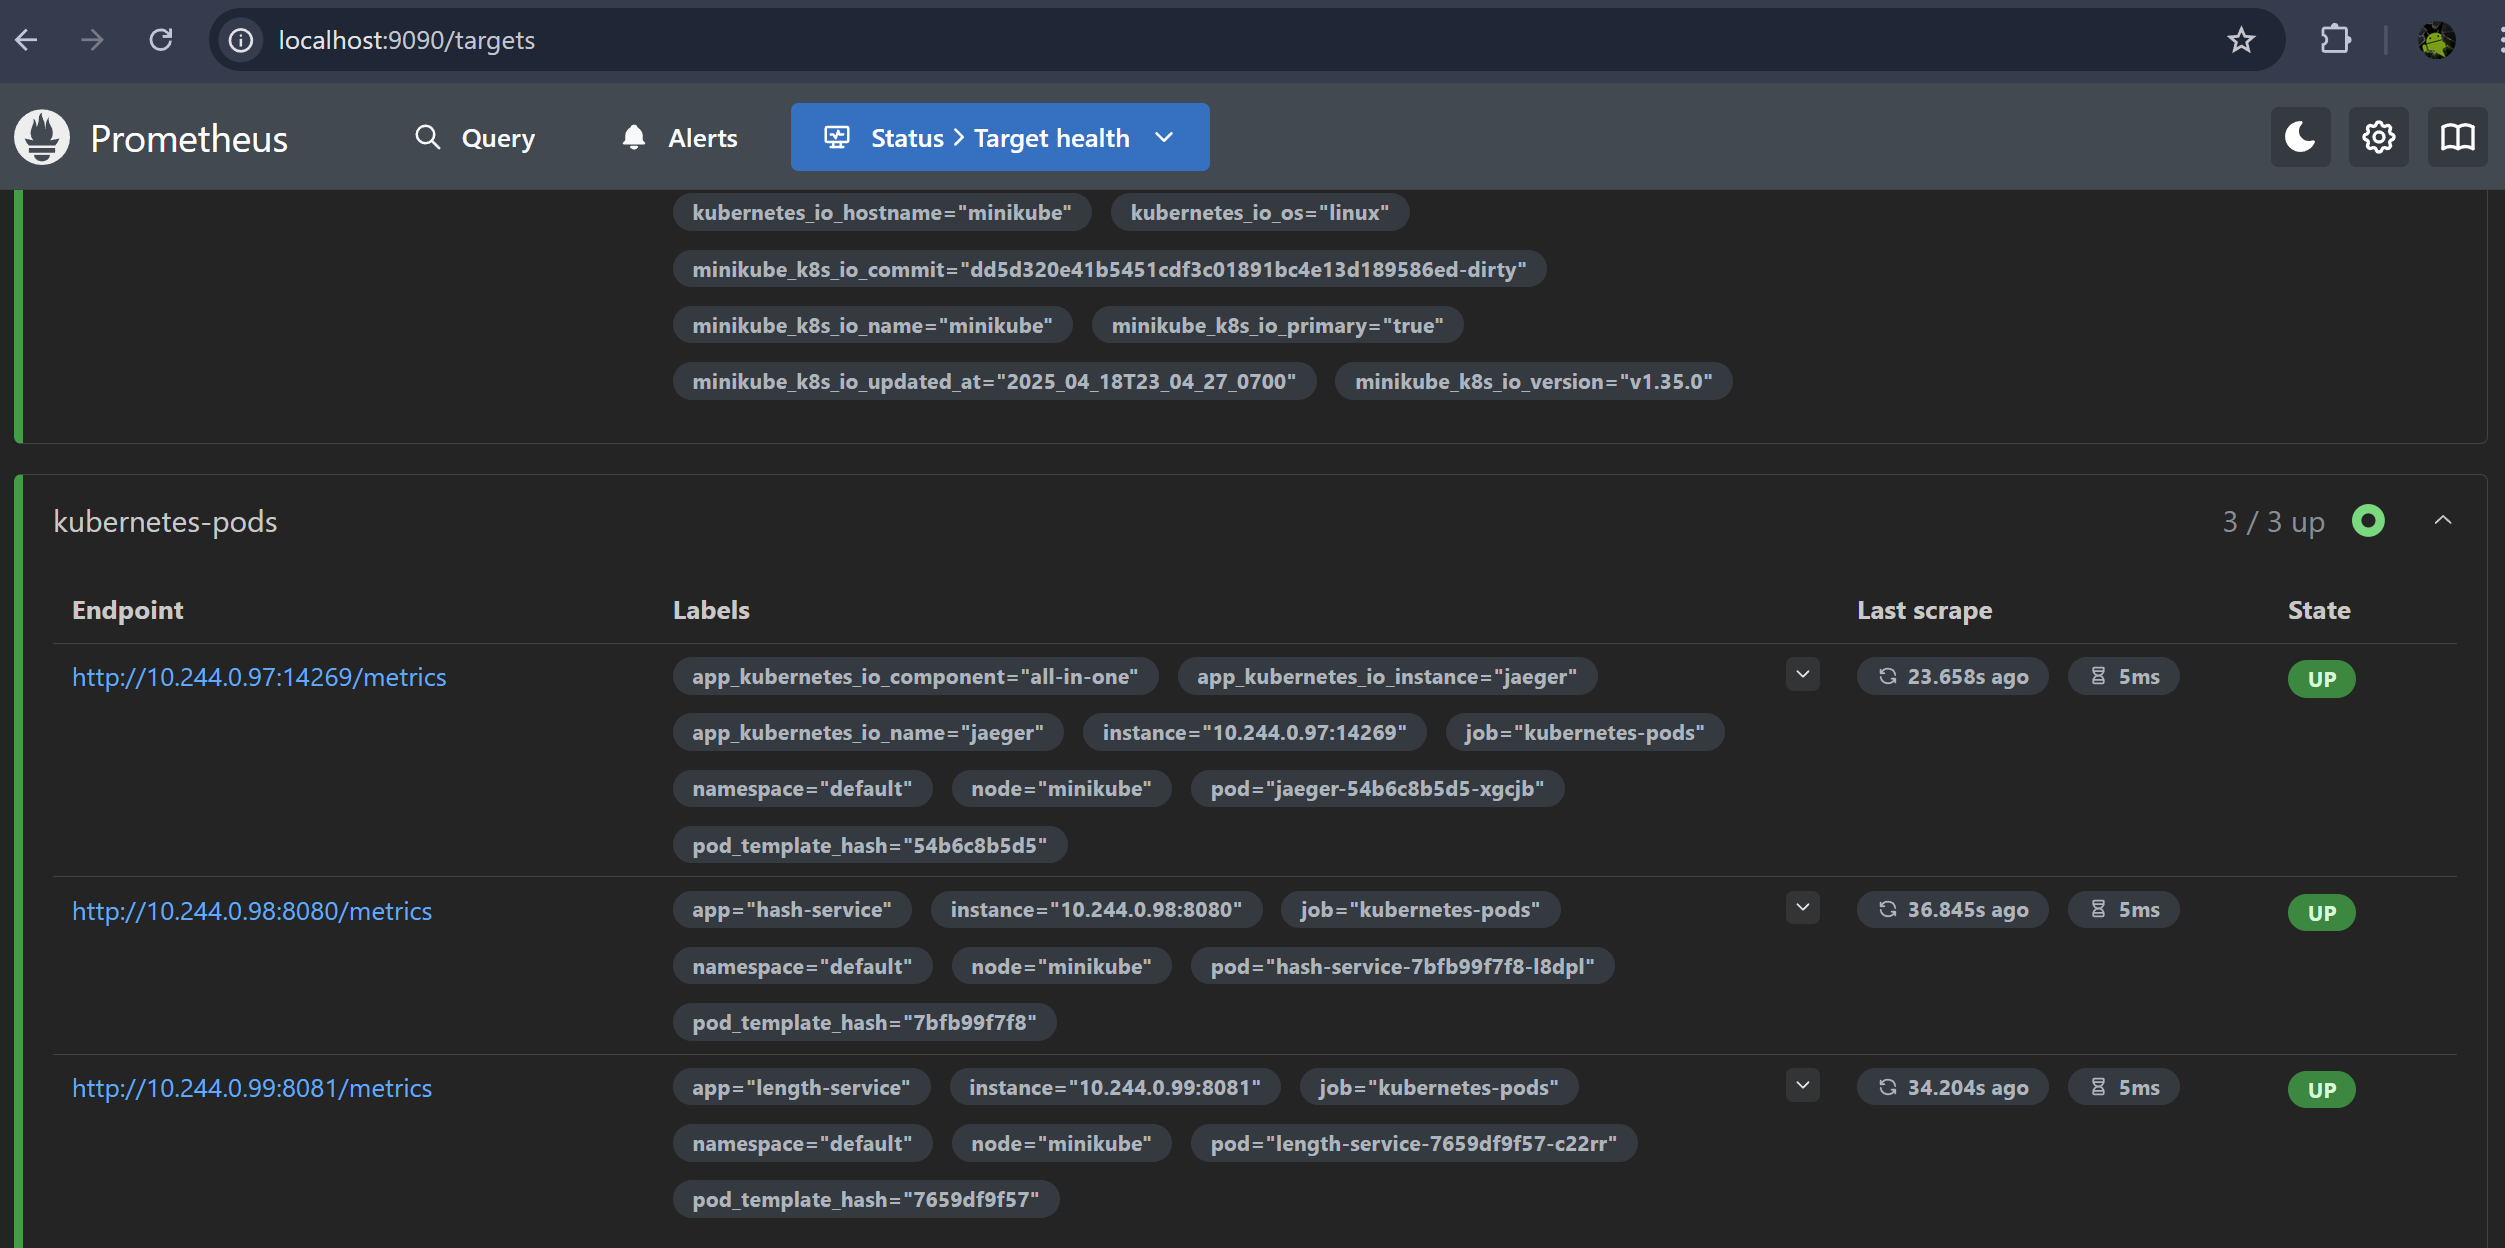 localhost:9090/targets
Prometheus Query Alerts Status > Target health
kubernetes_io_hostname="minikube" kubernetes_io_os="linux"
minikube_k8s_io_commit="dd5d320e41b5451cdf3c01891bc4e13d189586ed-dirty"
minikube_k8s_io_name="minikube" minikube_k8s_io_primary="true"
minikube_k8s_io_updated_at="2025_04_18T23_04_27_0700" minikube_k8s_io_version="v1.35.0"
kubernetes-pods 3 / 3 up
Endpoint Labels Last scrape State
http://10.244.0.97:14269/metrics app_kubernetes_io_component="all-in-one" app_kubernetes_io_instance="jaeger" 23.658s ago 5ms UP
app_kubernetes_io_name="jaeger" instance="10.244.0.97:14269" job="kubernetes-pods"
namespace="default" node="minikube" pod="jaeger-54b6c8b5d5-xgcjb"
pod_template_hash="54b6c8b5d5"
http://10.244.0.98:8080/metrics app="hash-service" instance="10.244.0.98:8080" job="kubernetes-pods" 36.845s ago 5ms UP
namespace="default" node="minikube" pod="hash-service-7bfb99f7f8-l8dpl"
pod_template_hash="7bfb99f7f8"
http://10.244.0.99:8081/metrics app="length-service" instance="10.244.0.99:8081" job="kubernetes-pods" 34.204s ago 5ms UP
namespace="default" node="minikube" pod="length-service-7659df9f57-c22rr"
pod_template_hash="7659df9f57"